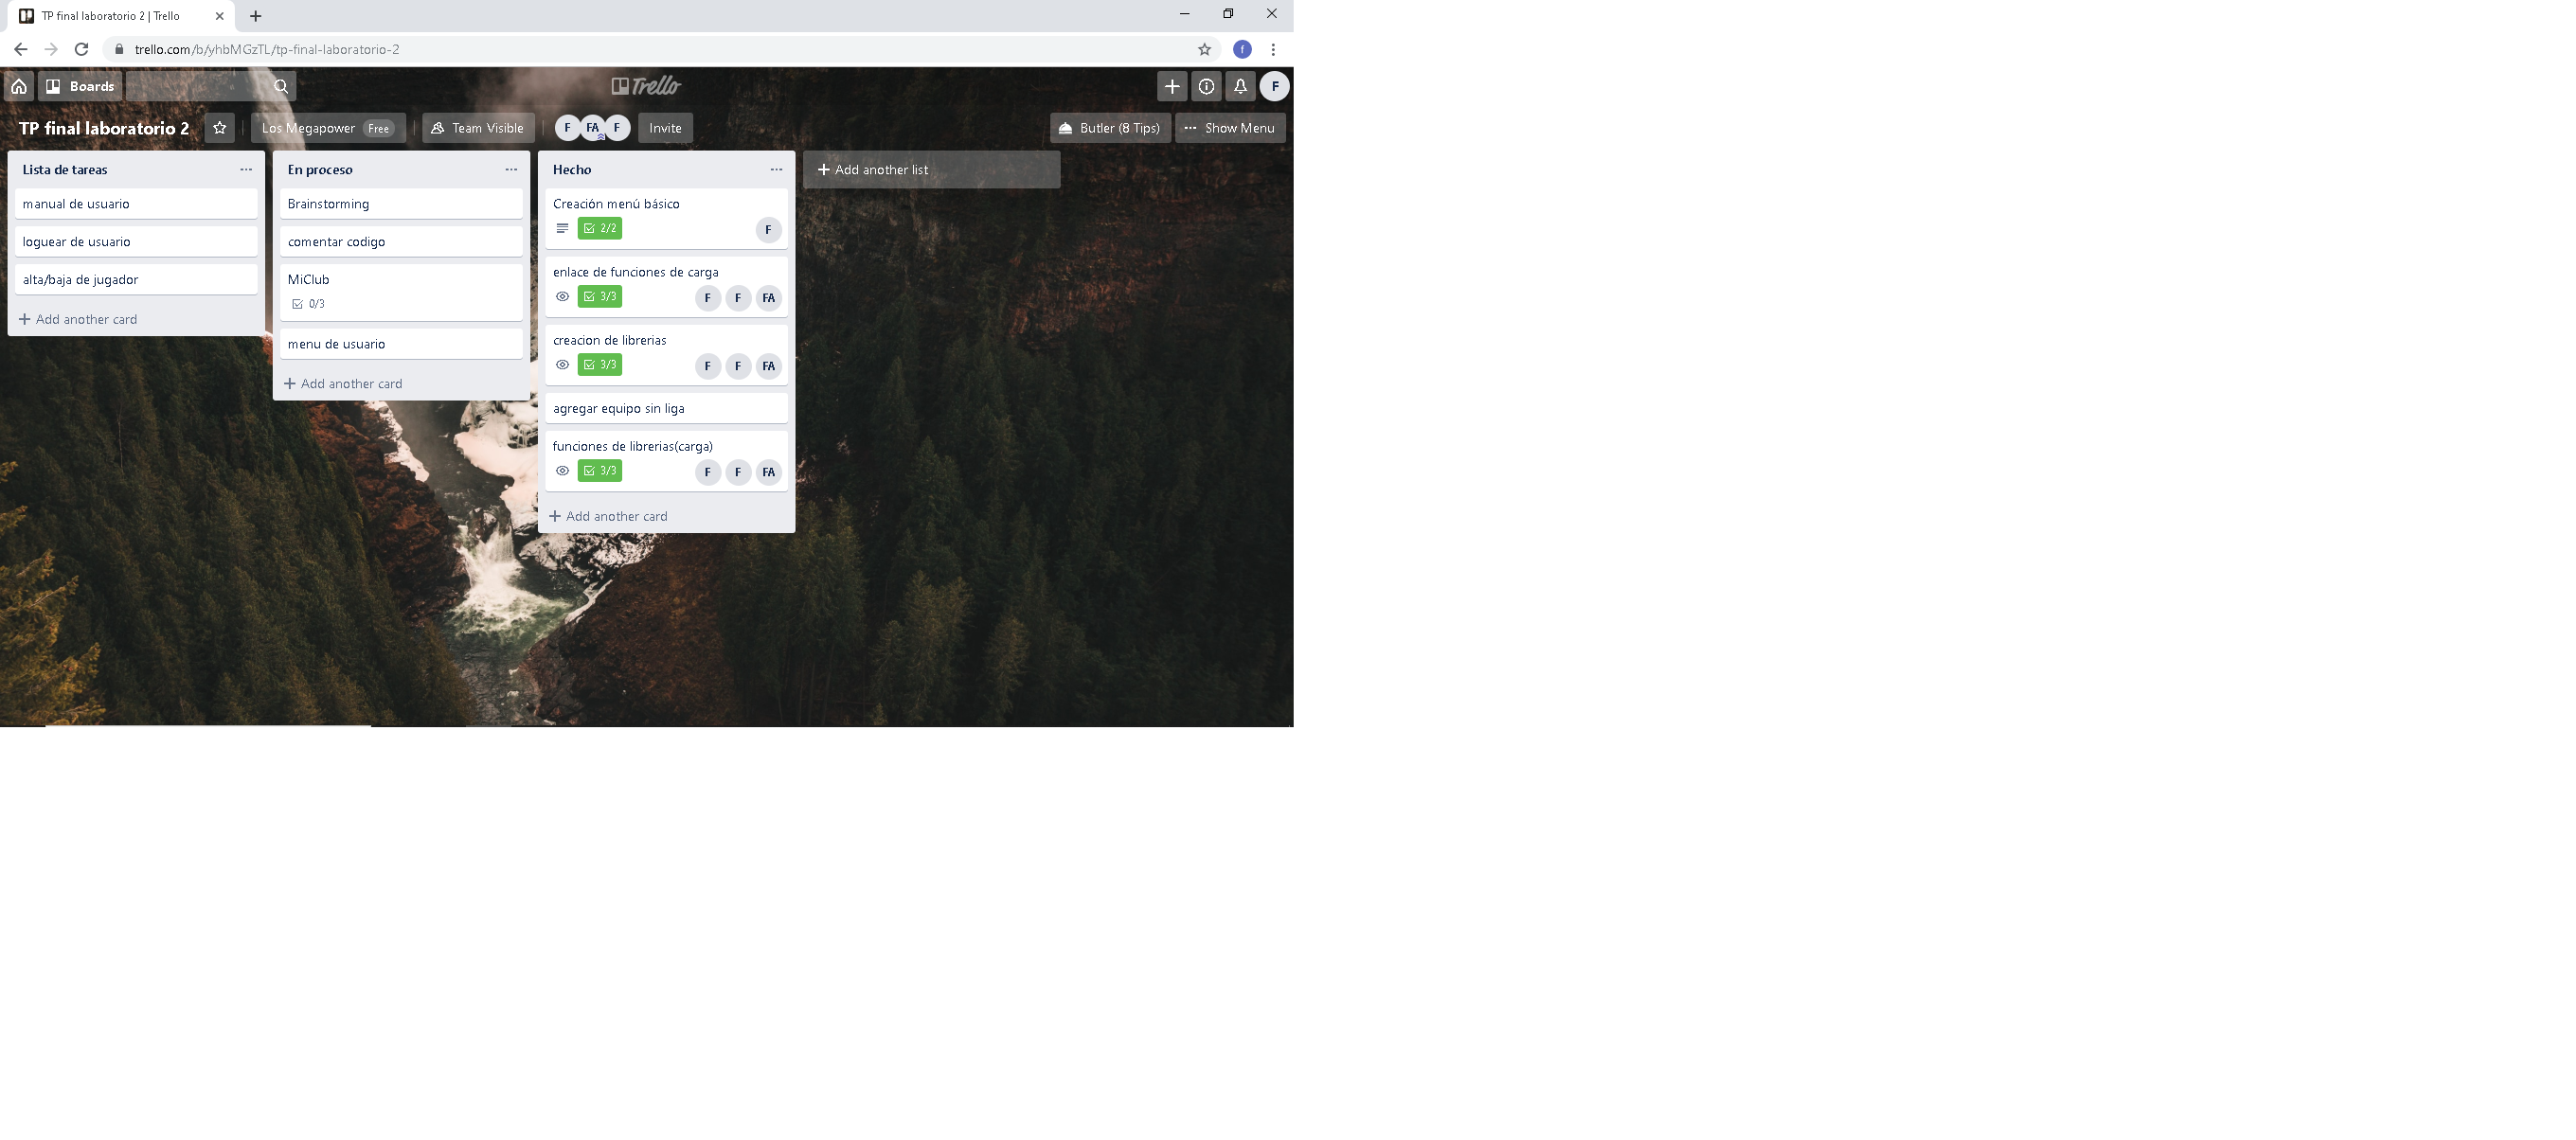 TP final laboratorio 2 | Trello
trello.com/b/yhbMGzTL/tp-final-laboratorio-2
f
Boards
Trello
F
TP final laboratorio 2
Los Megapower Free
Team Visible
F FA F
Invite
Butler (8 Tips)
Show Menu
Lista de tareas
manual de usuario
loguear de usuario
alta/baja de jugador
Add another card
En proceso
Brainstorming
comentar codigo
MiClub
0/3
menu de usuario
Add another card
Hecho
Creación menú básico
2/2 F
enlace de funciones de carga
3/3 F F FA
creacion de librerias
3/3 F F FA
agregar equipo sin liga
funciones de librerias(carga)
3/3 F F FA
Add another card
Add another list